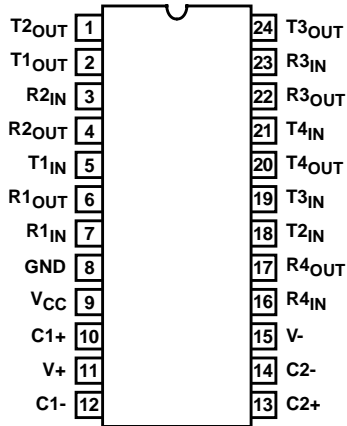 T2OUT 1 24 T3OUT
T1OUT 2 23 R3IN
R2IN 3 22 R3OUT
R2OUT 4 21 T4IN
T1IN 5 20 T4OUT
R1OUT 6 19 T3IN
R1IN 7 18 T2IN
GND 8 17 R4OUT
VCC 9 16 R4IN
C1+ 10 15 V-
V+ 11 14 C2-
C1- 12 13 C2+